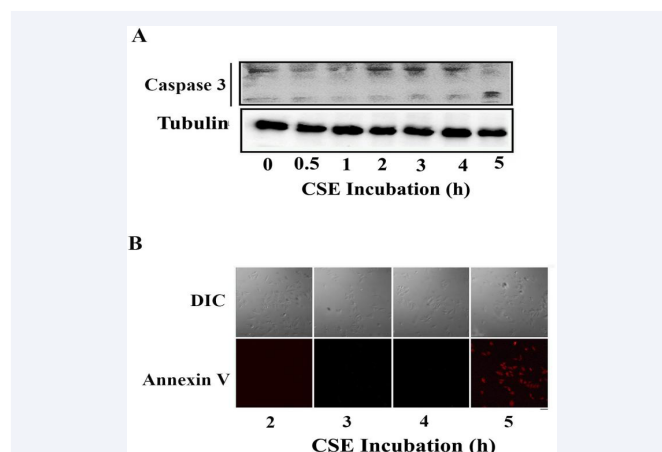 A
Caspase 3
Tubulin
0 0.5 1 2 3 4 5
CSE Incubation (h)
B
DIC
Annexin V
2 3 4 5
CSE Incubation (h)